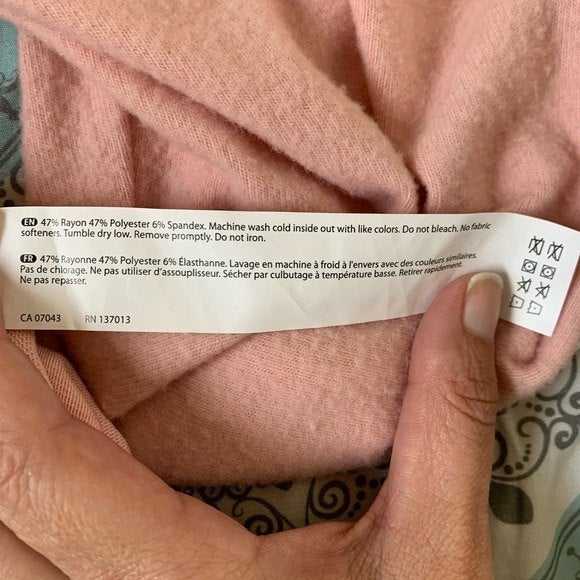 EN 47% Rayon 47% Polyester 6% Spandex. Machine wash cold inside out with like colors. Do not bleach. No fabric
softeners. Tumble dry low. Remove promptly. Do not iron.
FR 47% Rayonne 47% Polyester 6% Élasthanne. Lavage en machine à froid à l'envers avec des couleurs similaires.
Pas de chlorage. Ne pas utiliser d'assouplisseur. Sécher par culbutage à température basse. Retirer rapidement.
Ne pas repasser.
CA 07043 RN 137013